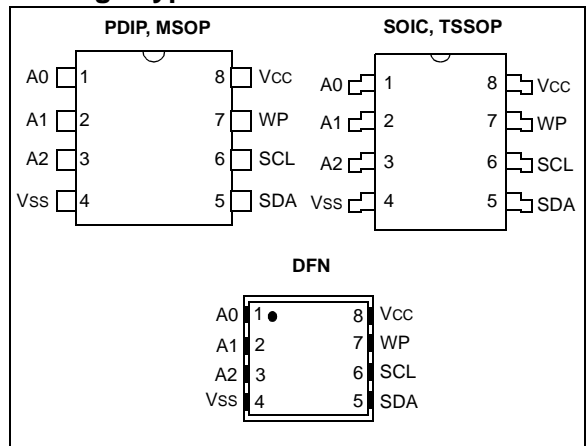 PDIP, MSOP
A0 1 8 VCC
A1 2 7 WP
A2 3 6 SCL
VSS 4 5 SDA
SOIC, TSSOP
A0 1 8 VCC
A1 2 7 WP
A2 3 6 SCL
VSS 4 5 SDA
DFN
A0 1 8 VCC
A1 2 7 WP
A2 3 6 SCL
VSS 4 5 SDA